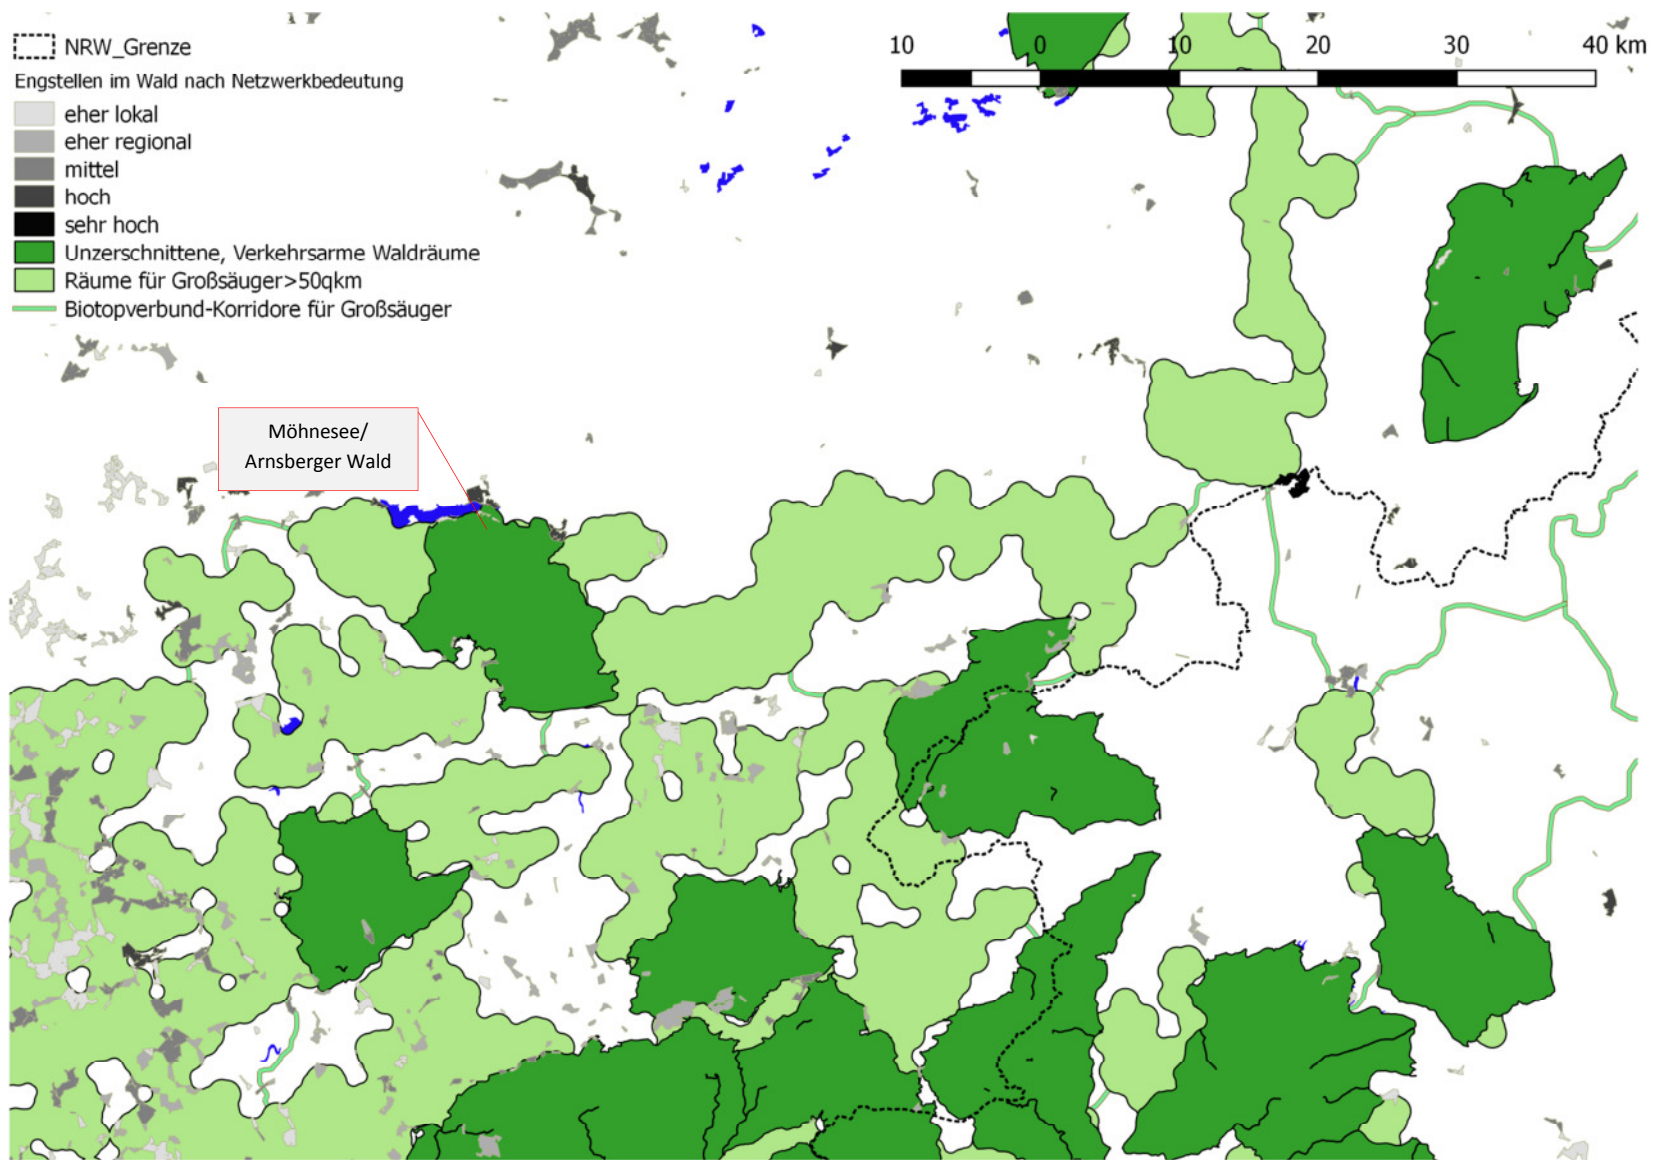 NRW_Grenze
Engstellen im Wald nach Netzwerkbedeutung
eher lokal
eher regional
mittel
hoch
sehr hoch
Unzerschnittene, Verkehrsarme Waldräume
Räume für Großsäuger>50qkm
Biotopverbund-Korridore für Großsäuger
10 0 10 20 30 40 km
Möhnesee/
Arnsberger Wald